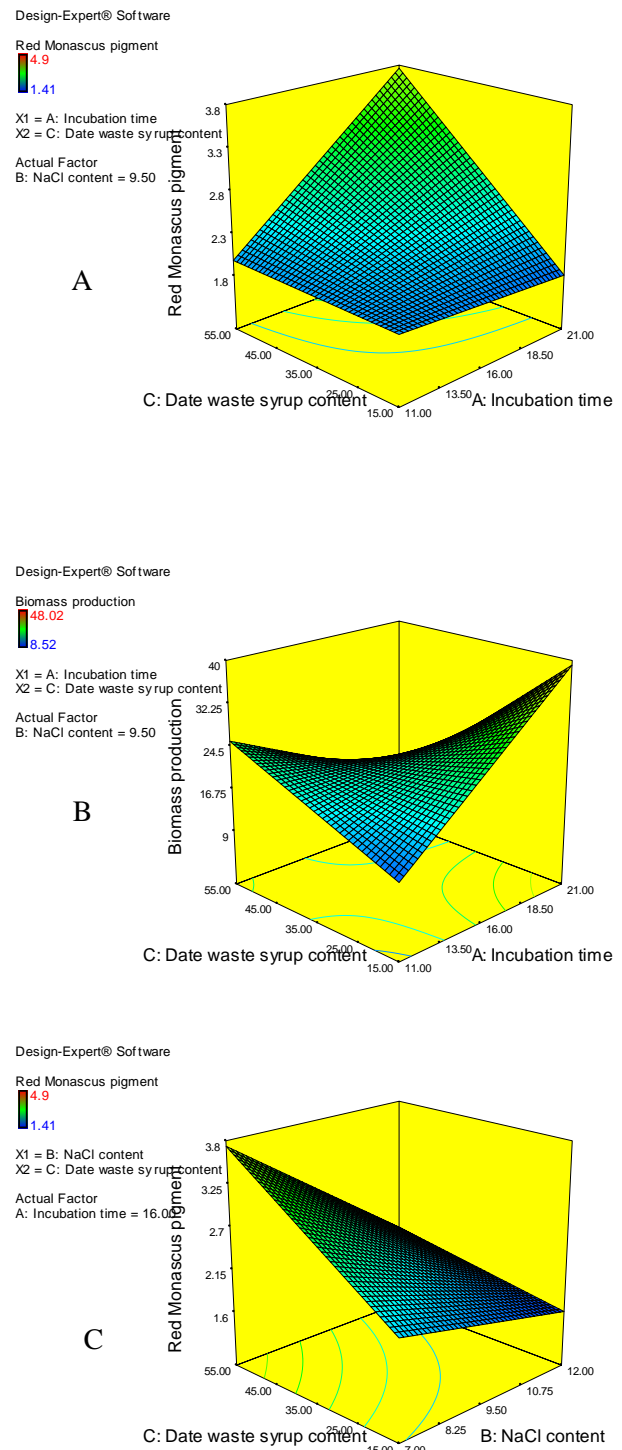 Design-Expert® Software
Red Monascus pigment
4.9
1.41
X1 = A: Incubation time
X2 = C: Date waste syrup content
Actual Factor
B: NaCl content = 9.50
A
3.8
3.3
2.8
2.3
1.8
Red Monascus pigment
55.00
45.00
35.00
25.00
15.00
11.00
13.50
16.00
18.50
21.00
C: Date waste syrup content
A: Incubation time
Design-Expert® Software
Biomass production
48.02
8.52
X1 = A: Incubation time
X2 = C: Date waste syrup content
Actual Factor
B: NaCl content = 9.50
B
40
32.25
24.5
16.75
9
Biomass production
55.00
45.00
35.00
25.00
15.00
11.00
13.50
16.00
18.50
21.00
C: Date waste syrup content
A: Incubation time
Design-Expert® Software
Red Monascus pigment
4.9
1.41
X1 = B: NaCl content
X2 = C: Date waste syrup content
Actual Factor
A: Incubation time = 16.00
C
3.8
3.25
2.7
2.15
1.6
Red Monascus pigment
55.00
45.00
35.00
25.00
15.00
7.00
8.25
9.50
10.75
12.00
C: Date waste syrup content
B: NaCl content